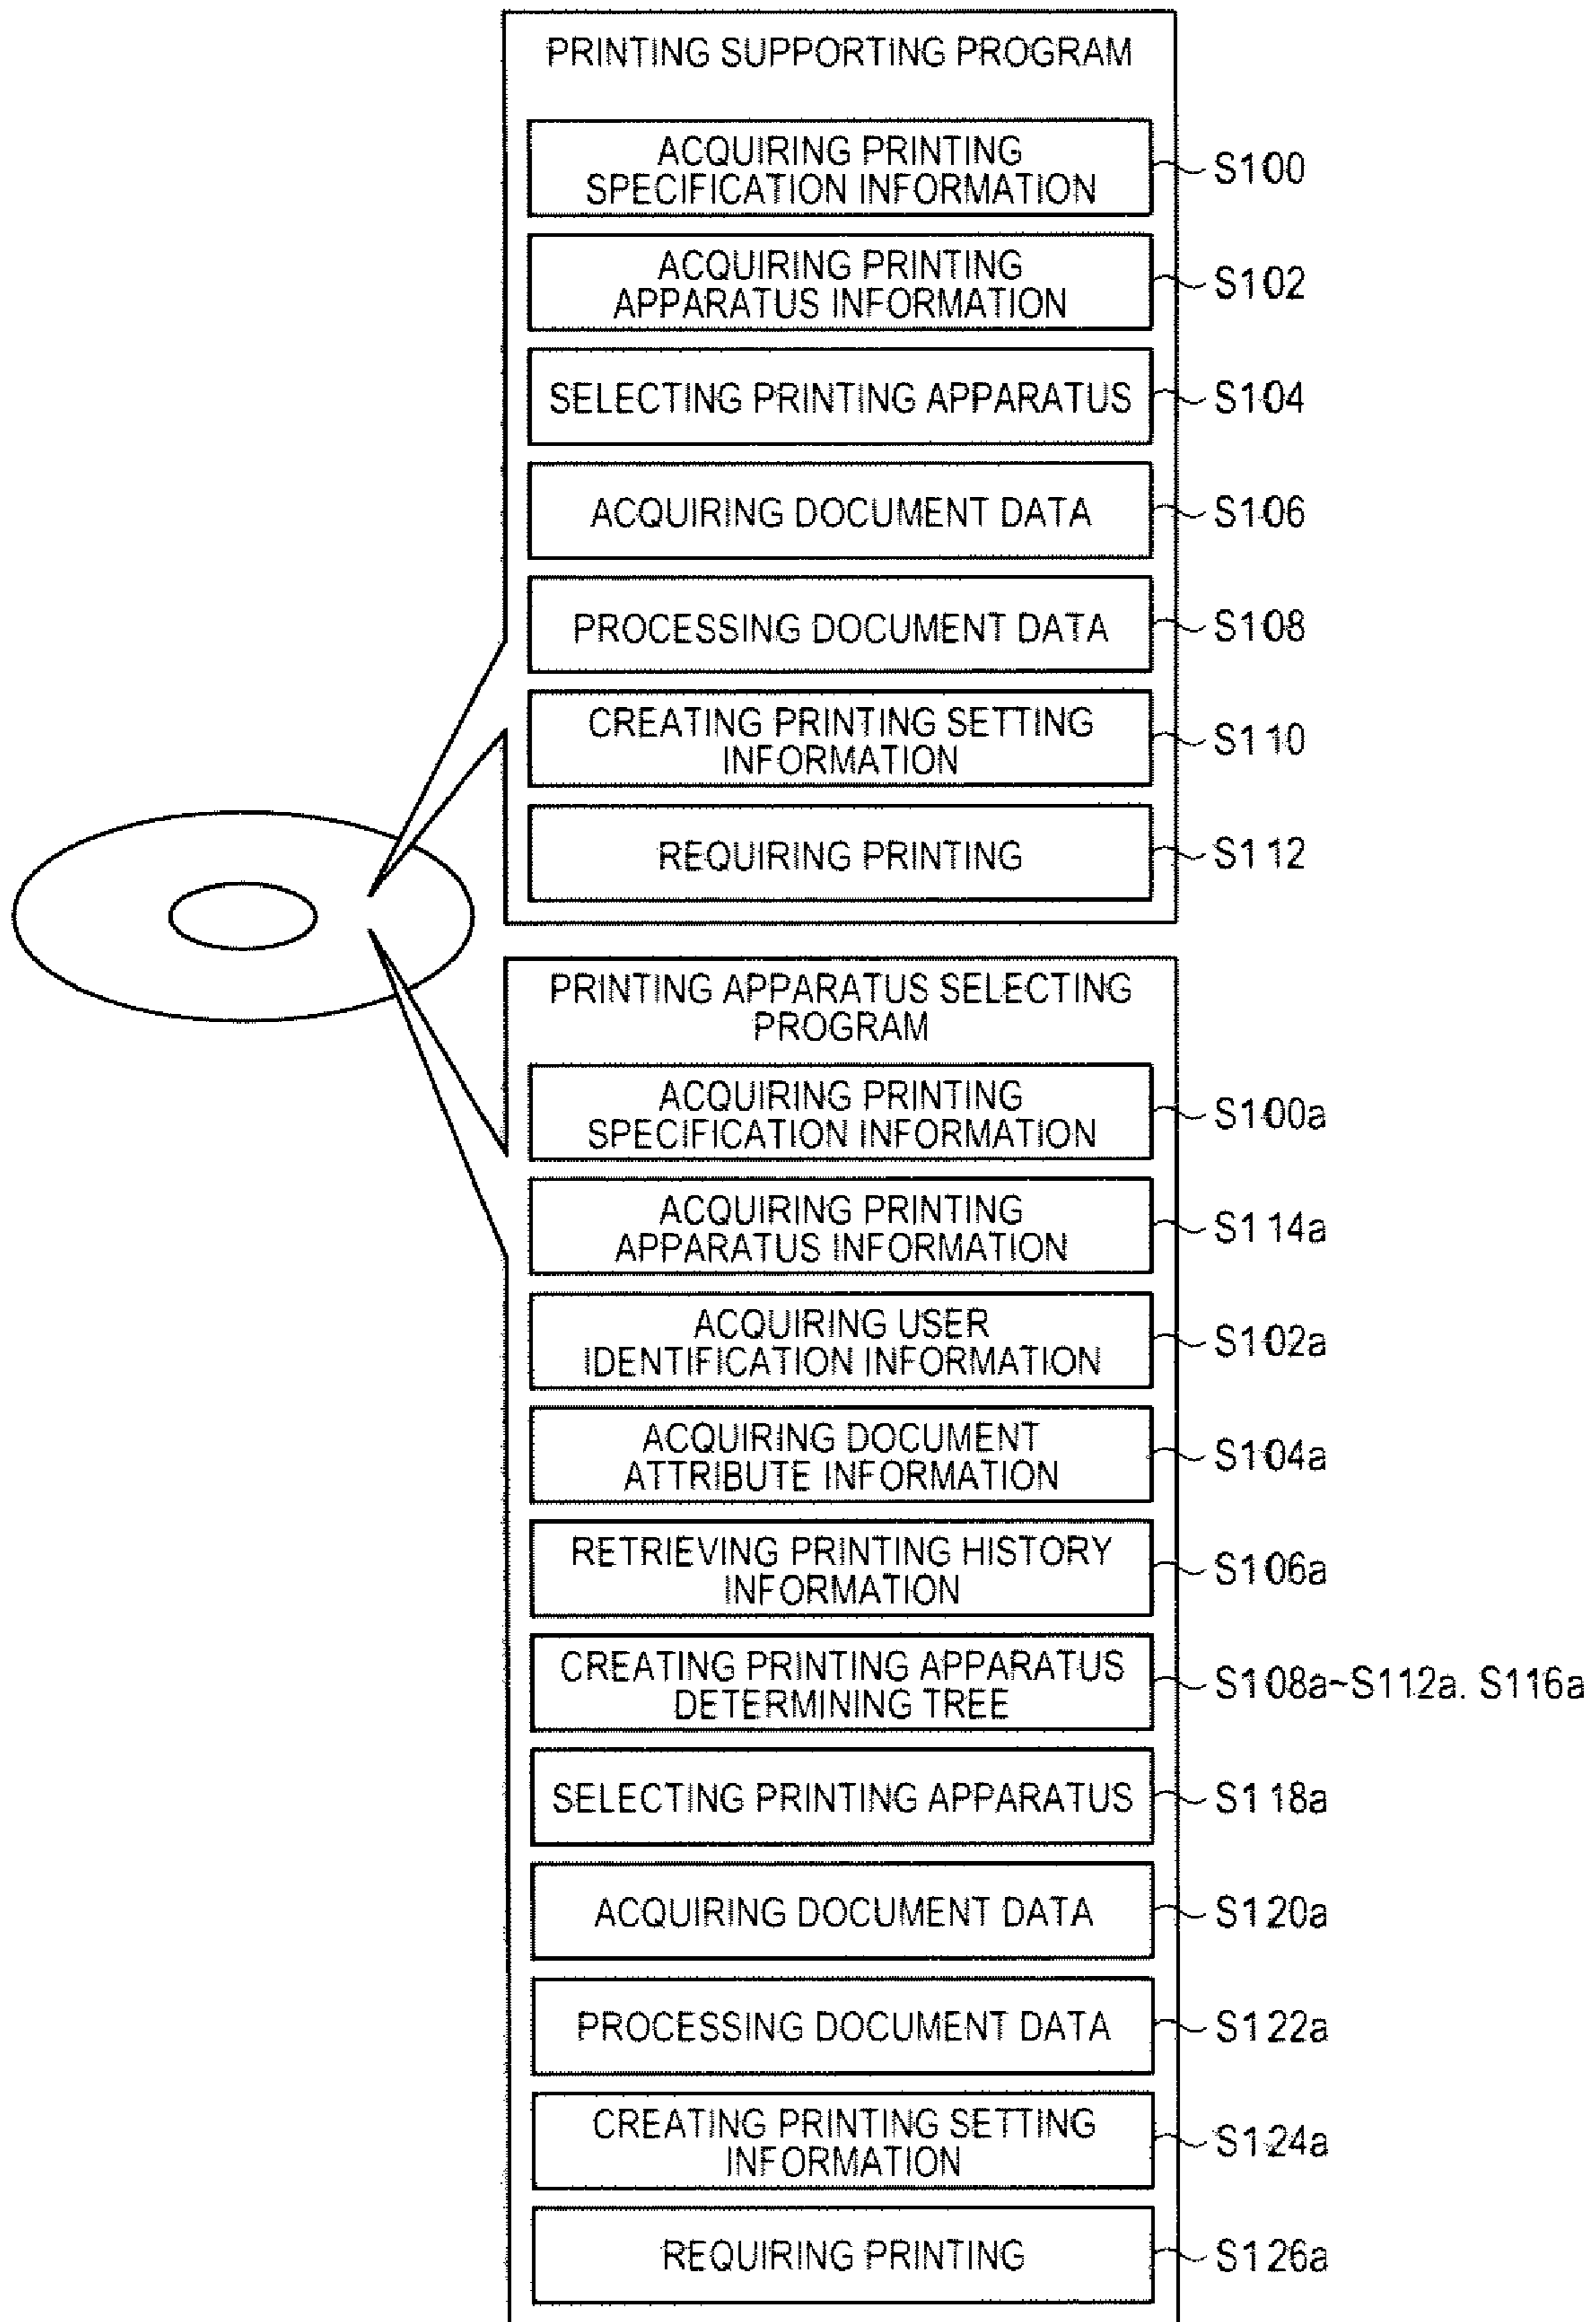 PRINTING SUPPORTING PROGRAM
ACQUIRING PRINTING
SPECIFICATION INFORMATION
S100
ACQUIRING PRINTING
APPARATUS INFORMATION
S102
SELECTING PRINTING APPARATUS
S104
ACQUIRING DOCUMENT DATA
S106
PROCESSING DOCUMENT DATA
S108
CREATING PRINTING SETTING
INFORMATION
S110
REQUIRING PRINTING
S112
PRINTING APPARATUS SELECTING
PROGRAM
ACQUIRING PRINTING
SPECIFICATION INFORMATION
S100a
ACQUIRING PRINTING
APPARATUS INFORMATION
S114a
ACQUIRING USER
IDENTIFICATION INFORMATION
S102a
ACQUIRING DOCUMENT
ATTRIBUTE INFORMATION
S104a
RETRIEVING PRINTING HISTORY
INFORMATION
S106a
CREATING PRINTING APPARATUS
DETERMINING TREE
S108a~S112a. S116a
SELECTING PRINTING APPARATUS
S118a
ACQUIRING DOCUMENT DATA
S120a
PROCESSING DOCUMENT DATA
S122a
CREATING PRINTING SETTING
INFORMATION
S124a
REQUIRING PRINTING
S126a